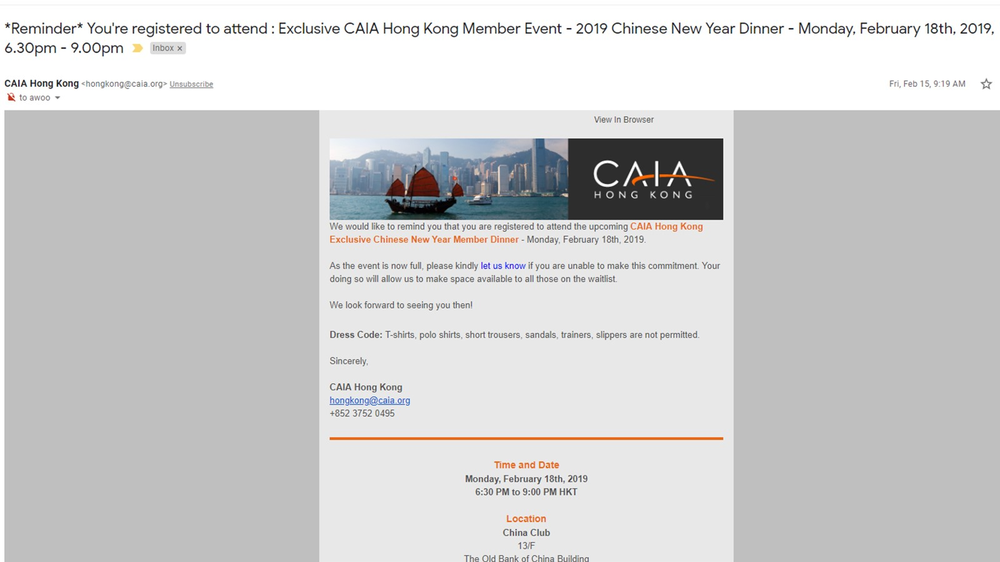 *Reminder* You're registered to attend : Exclusive CAIA Hong Kong Member Event - 2019 Chinese New Year Dinner - Monday, February 18th, 2019,
6.30pm - 9.00pm Inbox x
CAIA Hong Kong <hongkong@caia.org> Unsubscribe
Fri, Feb 15, 9:19 AM
to awoo
View In Browser
CAIA
HONG KONG
We would like to remind you that you are registered to attend the upcoming CAIA Hong Kong
Exclusive Chinese New Year Member Dinner - Monday, February 18th, 2019.
As the event is now full, please kindly let us know if you are unable to make this commitment. Your
doing so will allow us to make space available to all those on the waitlist.
We look forward to seeing you then!
Dress Code: T-shirts, polo shirts, short trousers, sandals, trainers, slippers are not permitted.
Sincerely,
CAIA Hong Kong
hongkong@caia.org
+852 3752 0495
Time and Date
Monday, February 18th, 2019
6:30 PM to 9:00 PM HKT
Location
China Club
13/F
The Old Bank of China Building